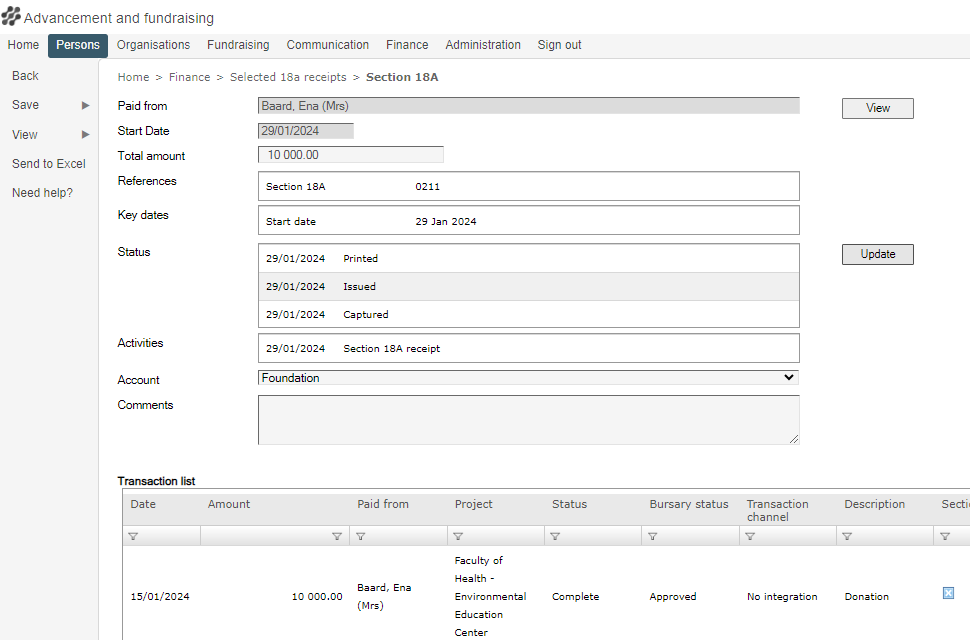 Advancement and fundraising
Home Persons Organisations Fundraising Communication Finance Administration Sign out
Back
Save
View
Send to Excel
Need help?
Home > Finance > Selected 18a receipts > Section 18A
Paid from Baard, Ena (Mrs) View
Start Date 29/01/2024
Total amount 10 000.00
References Section 18A 0211
Key dates Start date 29 Jan 2024
Status 29/01/2024 Printed Update
29/01/2024 Issued
29/01/2024 Captured
Activities 29/01/2024 Section 18A receipt
Account Foundation
Comments
Transaction list
Date Amount Paid from Project Status Bursary status Transaction channel Description Secti
15/01/2024 10 000.00 Baard, Ena (Mrs) Faculty of Health - Environmental Education Center Complete Approved No integration Donation